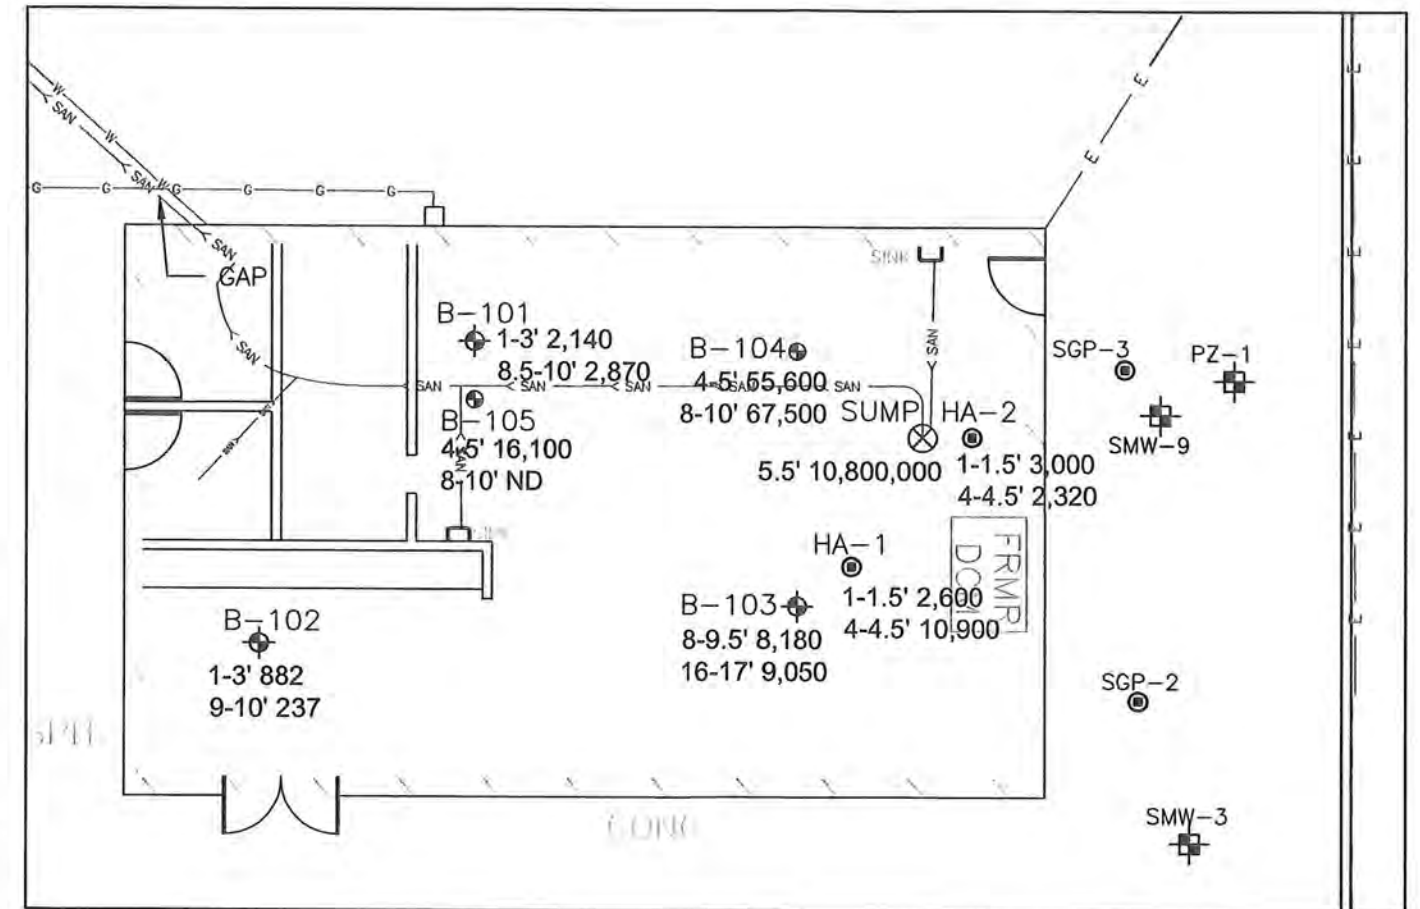 E
E
E
E
E
E
E
E
E
W
SAN
W
SAN
G
G
W
G
G
G
G
SAN
GAP
SINK
B-101
1-3' 2,140
8.5-10' 2,870
SAN
B-104
4-5' 55,600
8-10' 67,500
SAN
SAN
SAN
SAN
SAN
SAN
B-105
4-5' 16,100
8-10' ND
SAN
SUMP
5.5' 10,800,000
HA-2
1-1.5' 3,000
4-4.5' 2,320
SGP-3
PZ-1
SMW-9
HA-1
1-1.5' 2,600
4-4.5' 10,900
FRMR
DCM
B-103
8-9.5' 8,180
16-17' 9,050
B-102
1-3' 882
9-10' 237
SGP-2
CONC
SMW-3